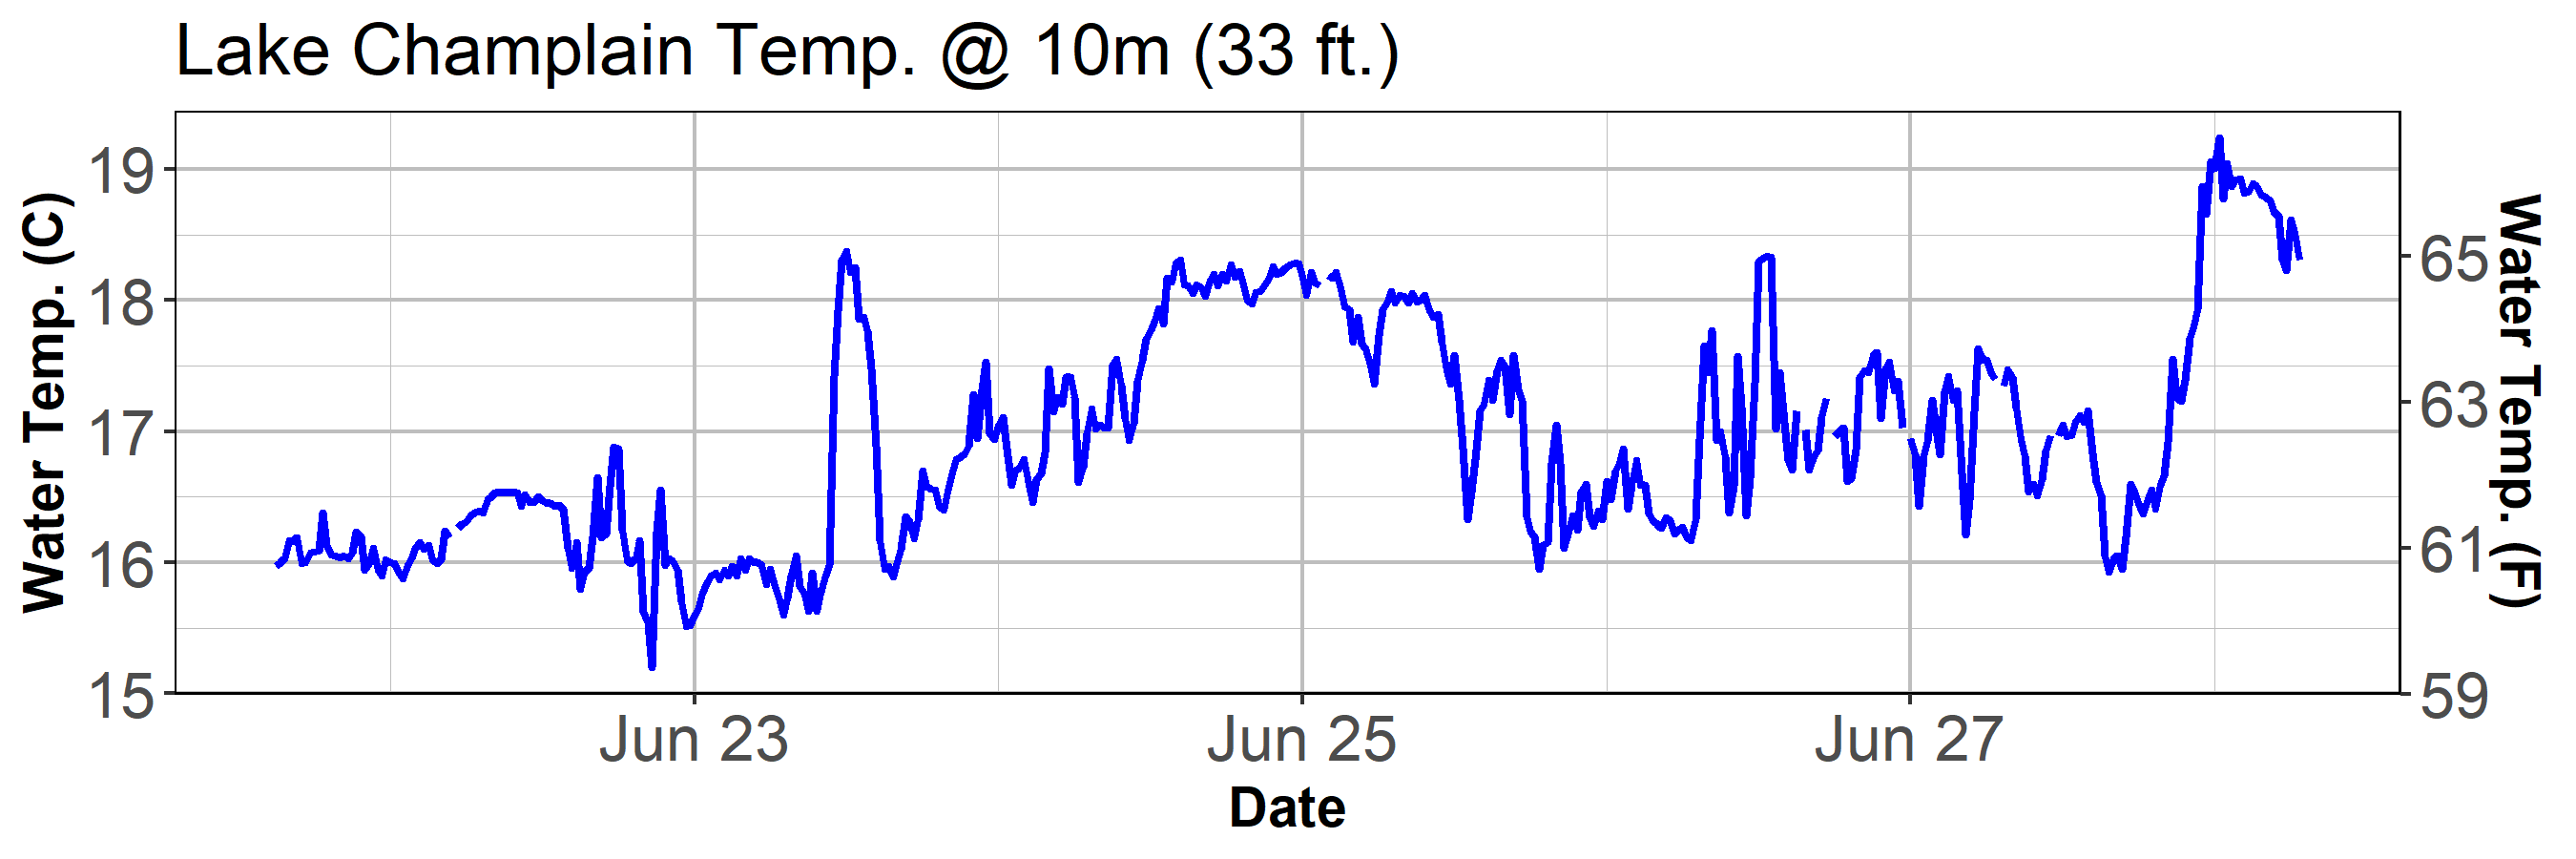 Lake Champlain Temp. @ 10m (33 ft.)
Water Temp. (C)
19
18
17
16
15
65
63
61
59
Water Temp. (F)
Jun 23
Jun 25
Jun 27
Date